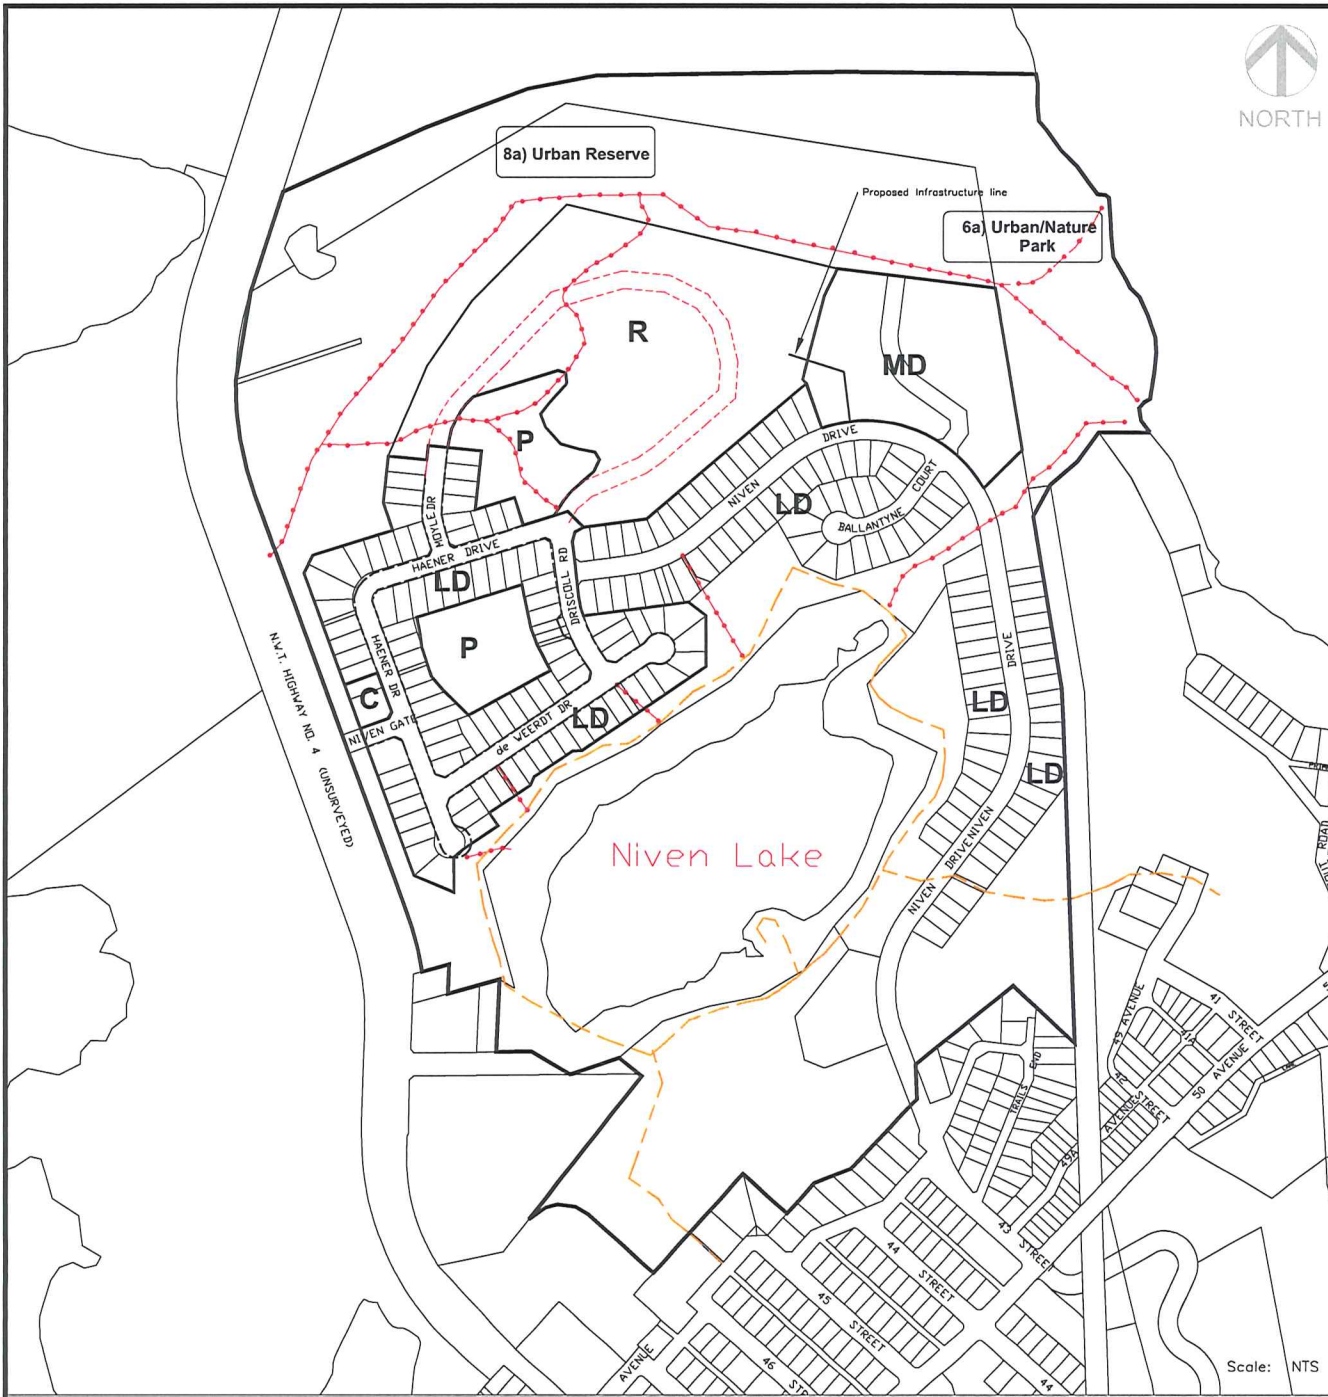 NORTH
8a) Urban Reserve
Proposed Infrastructure line
6a) Urban/Nature
Park
R
MD
P
DRIVE
NIVEN
LD
COURT
BALLANTYNE
MOYLE DR
HAENER DRIVE
LD
DRISCOLL RD
P
HAENER DR
C
NIVEN GATE
de WEERDT DR
LD
DRIVE
LD
LD
N.W.T. HIGHWAY NO. 4 (UNSURVEYED)
Niven Lake
NIVEN DRIVE
NIVEN
ROAD
49 AVENUE
41 STREET
41A
50 AVENUE
42 STREET
AVENUE
49A
TRAILS END
43 STREET
44 STREET
45 STREET
46
AVENUE
44
Scale: NTS